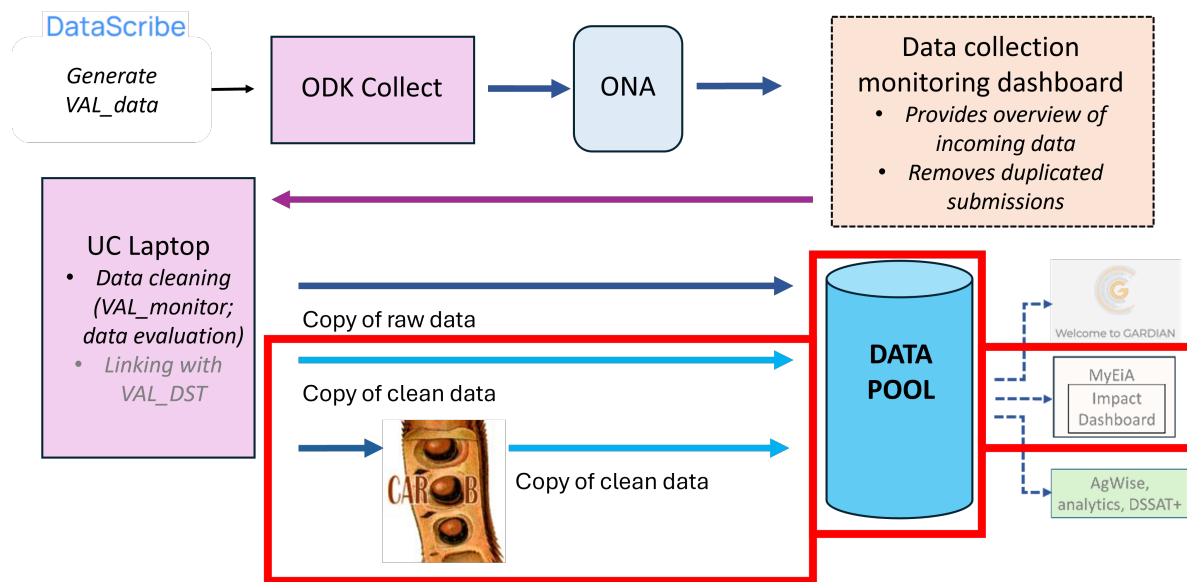 DataScribe
Generate
VAL_data
ODK Collect
ONA
Data collection
monitoring dashboard
• Provides overview of
incoming data
• Removes duplicated
submissions
UC Laptop
• Data cleaning
(VAL_monitor;
data evaluation)
• Linking with
VAL_DST
Copy of raw data
Copy of clean data
CAROB
Copy of clean data
DATA
POOL
G
Welcome to GARDIAN
MyEiA
Impact
Dashboard
AgWise,
analytics, DSSAT+